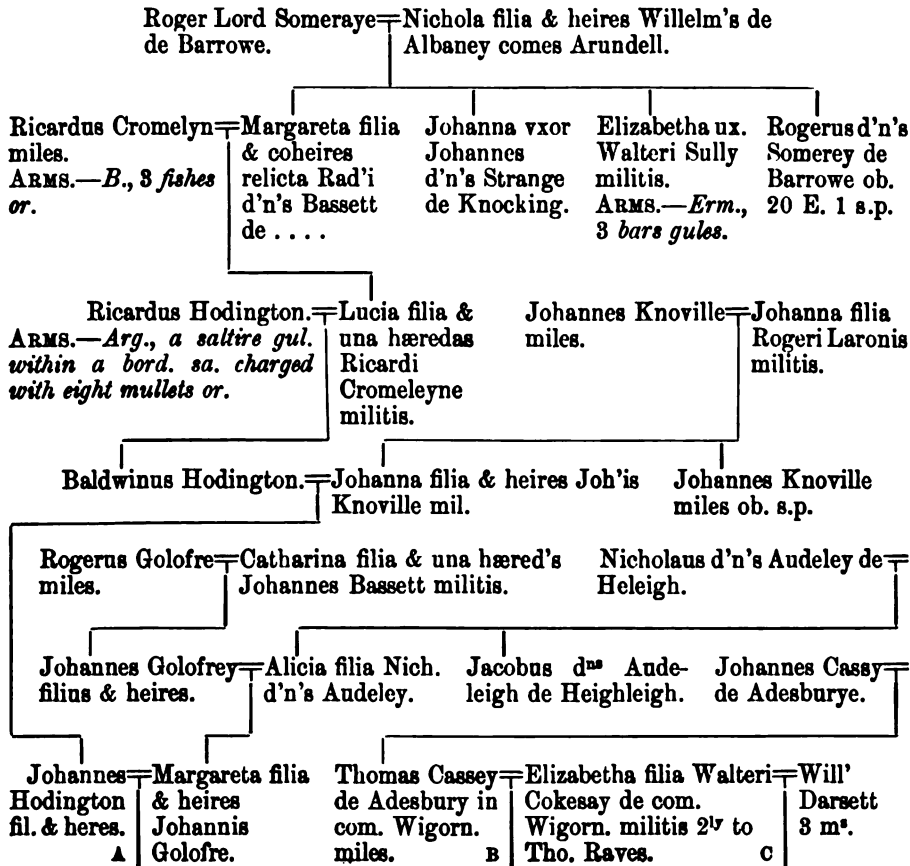 Roger Lord Someraye
de Barrowe.
Nichola filia & heires Willelm's de
Albaney comes Arundell.
Ricardus Cromelyn
miles.
ARMS.—B., 3 fishes
or.
Margareta filia
& coheires
relicta Rad'i
d'n's Bassett
de . . . .
Johanna vxor
Johannes
d'n's Strange
de Knocking.
Elizabetha ux.
Walteri Sully
militis.
ARMS.—Erm.,
3 bars gules.
Rogerus d'n's
Somerey de
Barrowe ob.
20 E. 1 s.p.
Ricardus Hodington.
ARMS.—Arg., a saltire gul.
within a bord. sa. charged
with eight mullets or.
Lucia filia &
una hæredas
Ricardi
Cromeleyne
militis.
Johannes Knoville
miles.
Johanna filia
Rogeri Laronis
militis.
Baldwinus Hodington.
Johanna filia & heires Joh'is
Knoville mil.
Johannes Knoville
miles ob. s.p.
Rogerus Golofre
miles.
Catharina filia & una hæred's
Johannes Bassett militis.
Nicholaus d'n's Audeley de
Heleigh.
Johannes Golofrey
filius & heires.
Alicia filia Nich.
d'n's Audeley.
Jacobus dⁿˢ Aude-
leigh de Heighleigh.
Johannes Cassy
de Adesburye.
Johannes
Hodington
fil. & heres.
A
Margareta filia
& heires
Johannis
Golofre.
Thomas Cassey
de Adesbury in
com. Wigorn.
miles.
B
Elizabetha filia Walteri
Cokesay de com.
Wigorn. militis 2ˡʸ to
Tho. Raves.
C
Will'
Darsett
3 mˢ.